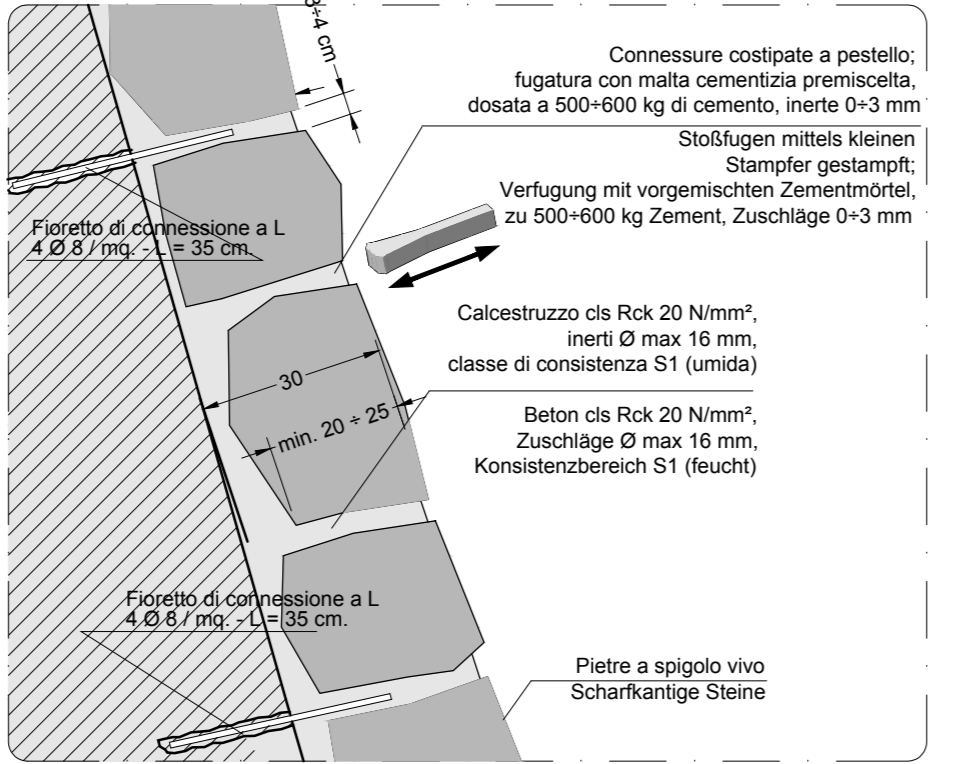 3÷4 cm
Connessure costipate a pestello;
fugatura con malta cementizia premiscelta,
dosata a 500÷600 kg di cemento, inerte 0÷3 mm
Stoßfugen mittels kleinen
Stampfer gestampft;
Verfugung mit vorgemischten Zementmörtel,
zu 500÷600 kg Zement, Zuschläge 0÷3 mm
Fioretto di connessione a L
4 Ø 8 / mq. - L = 35 cm.
Calcestruzzo cls Rck 20 N/mm²,
inerti Ø max 16 mm,
classe di consistenza S1 (umida)
30
min. 20 ÷ 25
Beton cls Rck 20 N/mm²,
Zuschläge Ø max 16 mm,
Konsistenzbereich S1 (feucht)
Fioretto di connessione a L
4 Ø 8 / mq. - L = 35 cm.
Pietre a spigolo vivo
Scharfkantige Steine